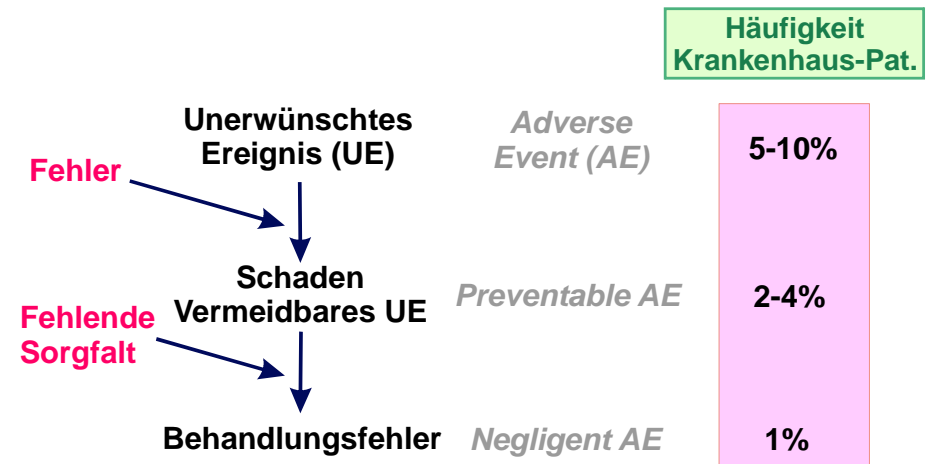 Häufigkeit
Krankenhaus-Pat.
Unerwünschtes
Ereignis (UE)
Adverse
Event (AE)
5-10%
Fehler
Schaden
Vermeidbares UE
Preventable AE
2-4%
Fehlende
Sorgfalt
Behandlungsfehler
Negligent AE
1%